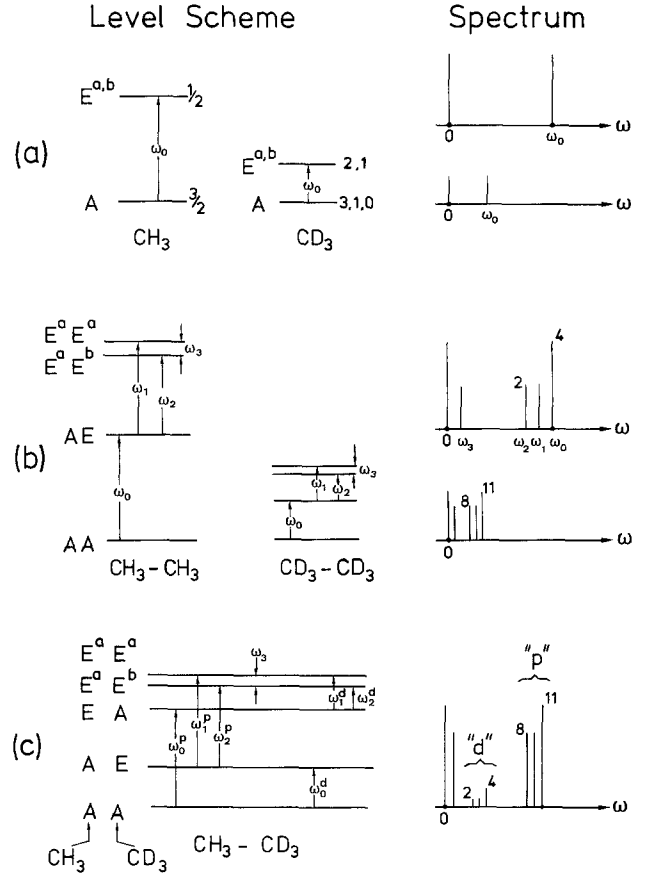 Level Scheme Spectrum
(a)
E^a,b 1/2
ω₀
A 3/2
CH₃
E^a,b 2,1
ω₀
A 3,1,0
CD₃
0 ω₀ ω
0 ω₀ ω
(b)
E^a E^a
E^a E^b
ω₃
ω₁ ω₂
A E
ω₀
A A
CH₃ – CH₃
ω₃
ω₁ ω₂
ω₀
CD₃ – CD₃
4
2
0 ω₃ ω₂ ω₁ ω₀ ω
8 11
0 ω
(c)
E^a E^a
E^a E^b
E A
A E
A A
CH₃ CD₃
ω₃
ω₁^d ω₂^d
ω₀^p ω₁^p ω₂^p
ω₀^d
CH₃ – CD₃
"p"
11
8
"d"
2 4
0 ω